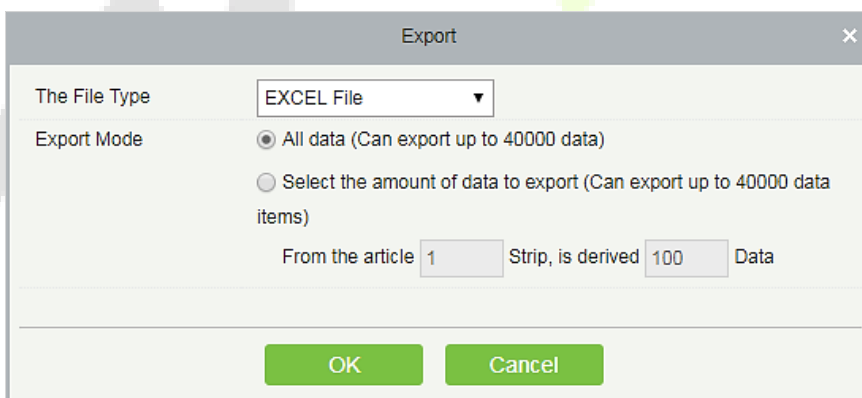 Export
The File Type EXCEL File
Export Mode All data (Can export up to 40000 data)
Select the amount of data to export (Can export up to 40000 data
items)
From the article 1 Strip, is derived 100 Data
OK Cancel